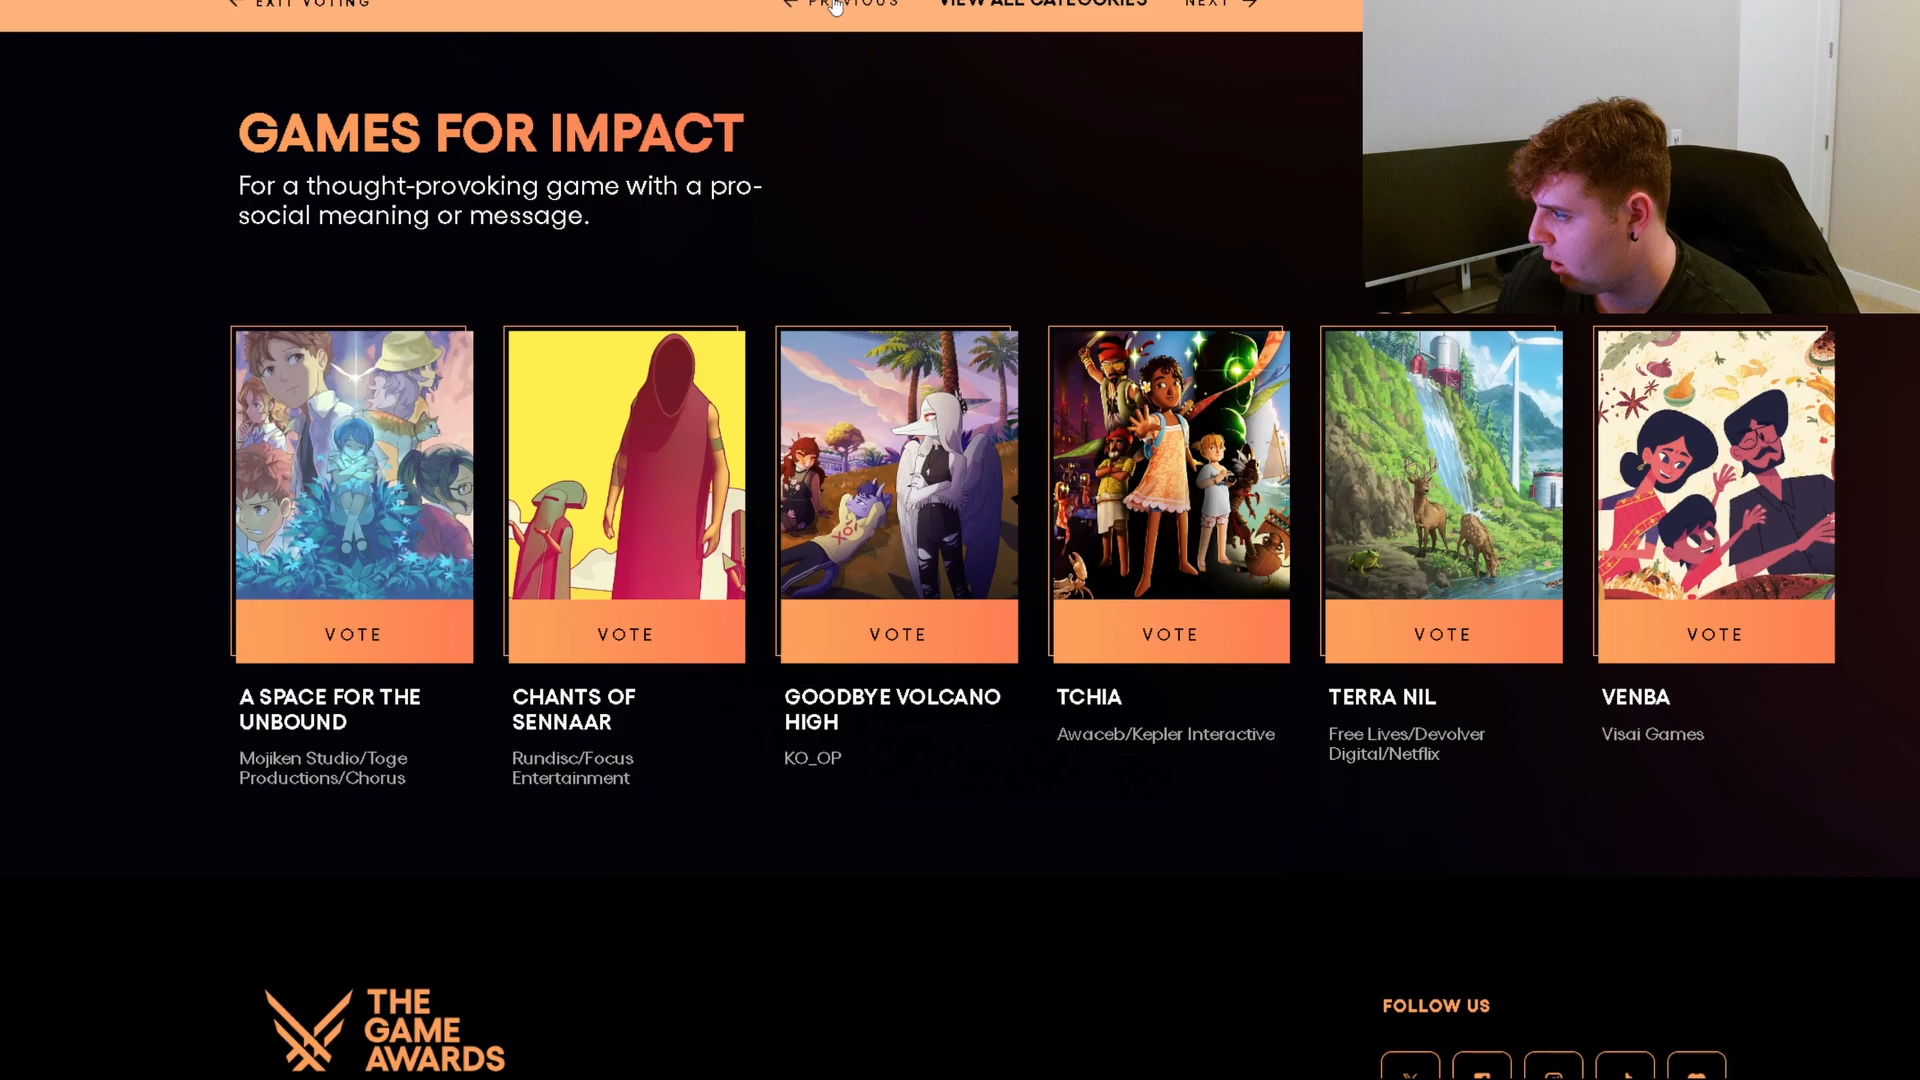 EXIT VOTING
PREVIOUS
VIEW ALL CATEGORIES
NEXT
GAMES FOR IMPACT
For a thought-provoking game with a pro-
social meaning or message.
VOTE
VOTE
VOTE
VOTE
VOTE
VOTE
A SPACE FOR THE
UNBOUND
Mojiken Studio/Toge
Productions/Chorus
CHANTS OF
SENNAAR
Rundisc/Focus
Entertainment
GOODBYE VOLCANO
HIGH
KO_OP
TCHIA
Awaceb/Kepler Interactive
TERRA NIL
Free Lives/Devolver
Digital/Netflix
VENBA
Visai Games
THE
GAME
AWARDS
FOLLOW US